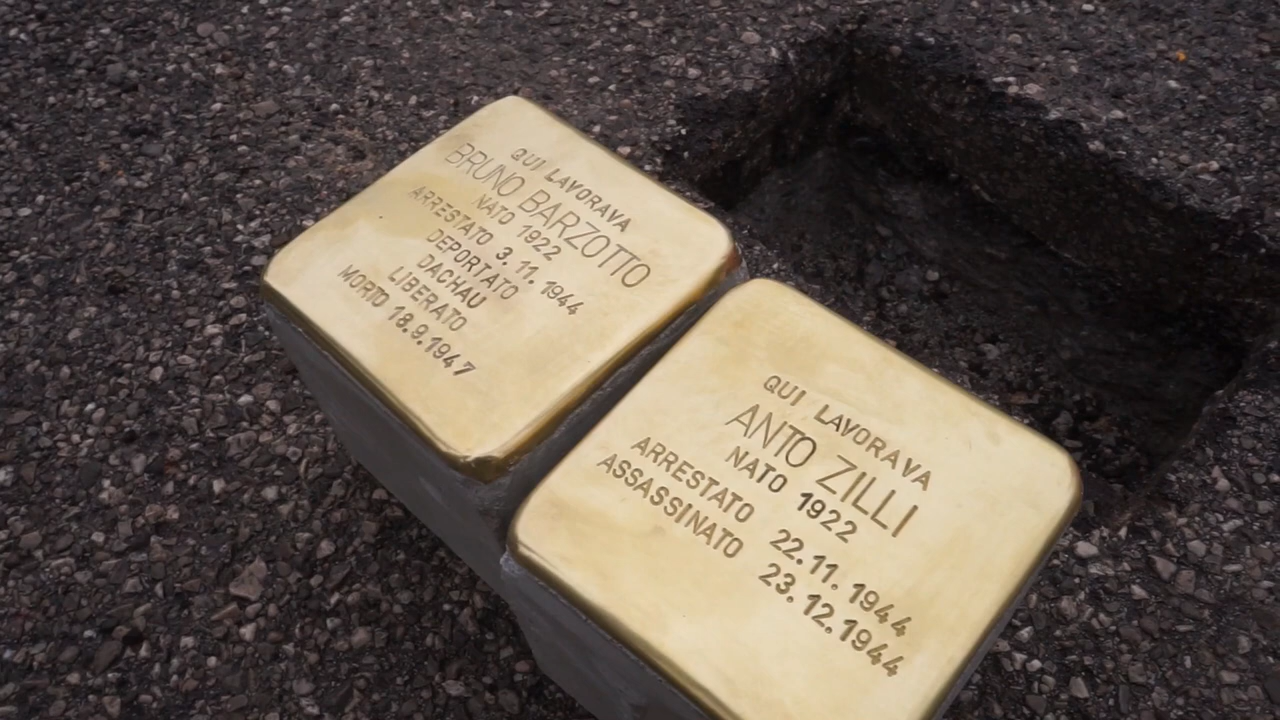 QUI LAVORAVA
BRUNO BARZOTTO
NATO 1922
ARRESTATO 3.11.1944
DEPORTATO
DACHAU
LIBERATO
MORTO 18.9.1947
QUI LAVORAVA
ANTO ZILLI
NATO 1922
ARRESTATO 22.11.1944
ASSASSINATO 23.12.1944